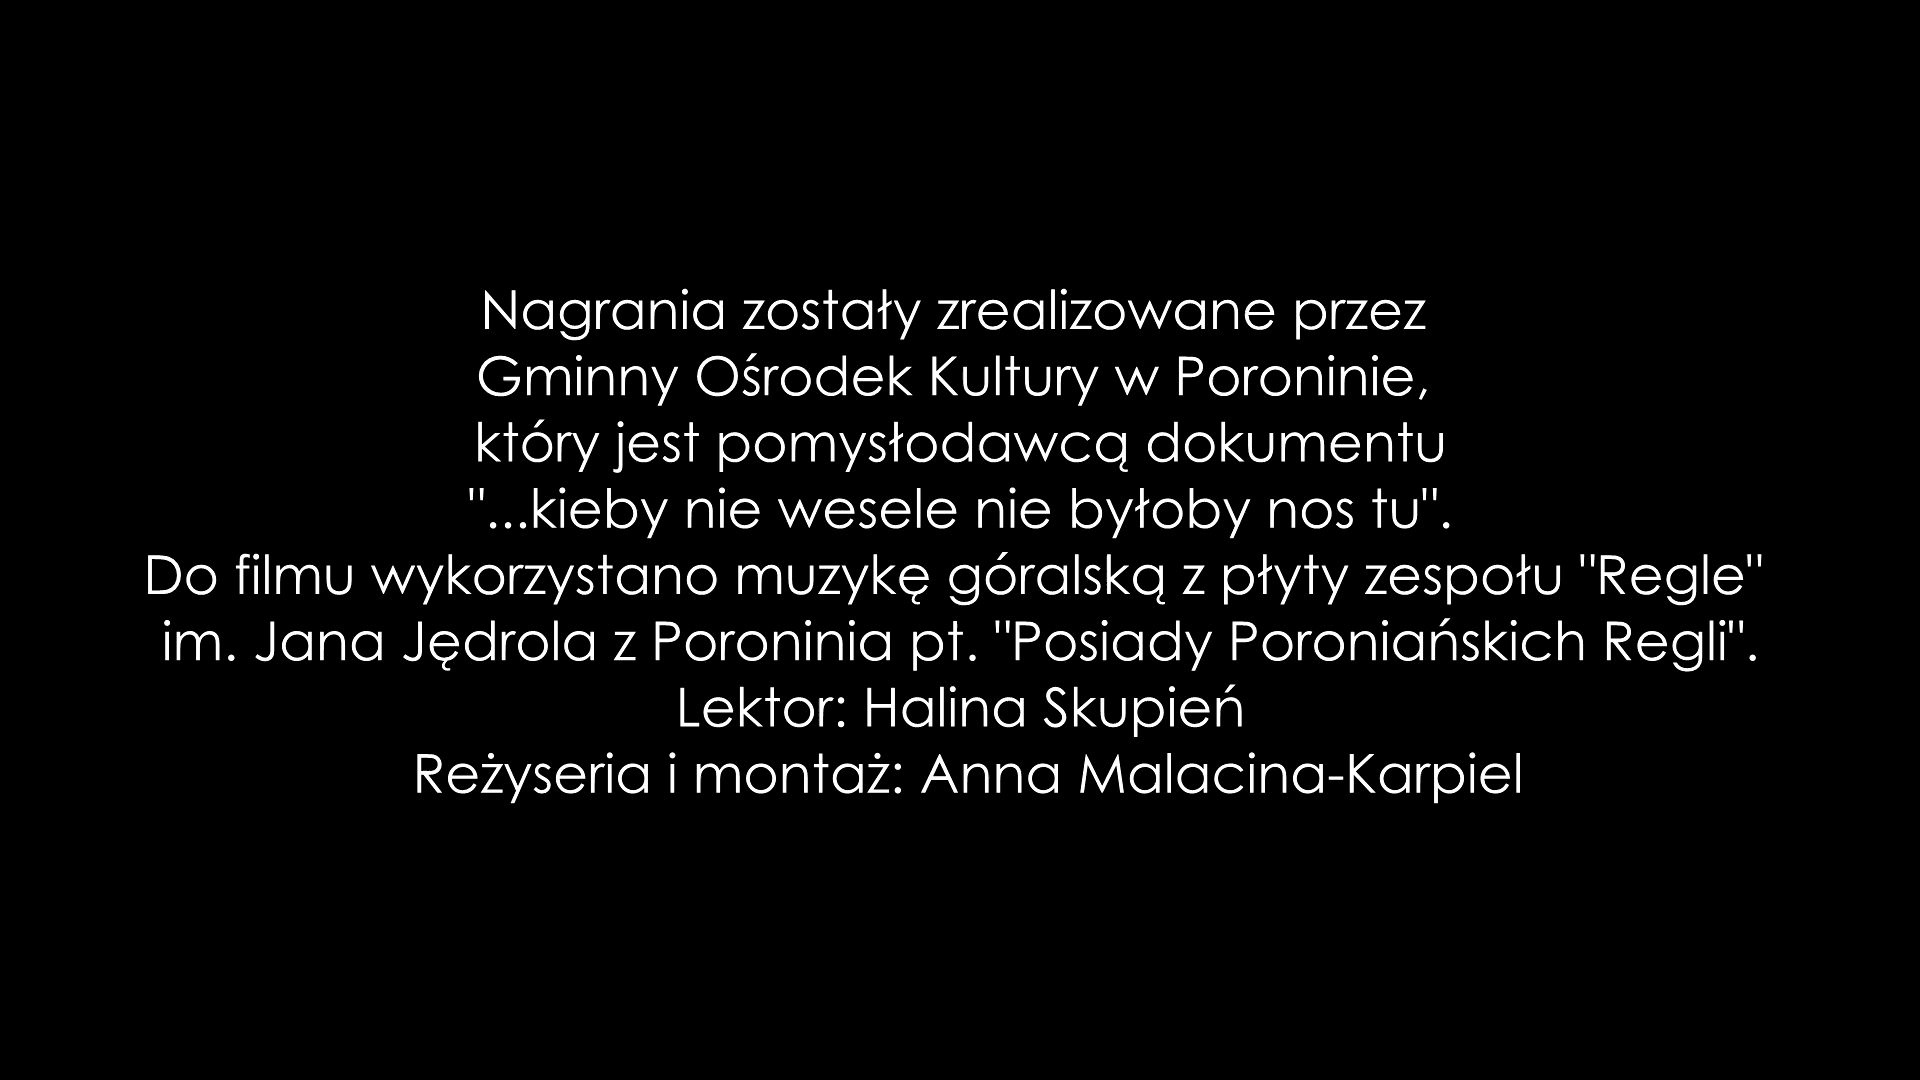 Nagrania zostały zrealizowane przez
Gminny Ośrodek Kultury w Poroninie,
który jest pomysłodawcą dokumentu
"...kieby nie wesele nie byłoby nos tu".
Do filmu wykorzystano muzykę góralską z płyty zespołu "Regle"
im. Jana Jędrola z Poroninia pt. "Posiady Poroniańskich Regli".
Lektor: Halina Skupień
Reżyseria i montaż: Anna Malacina-Karpiel